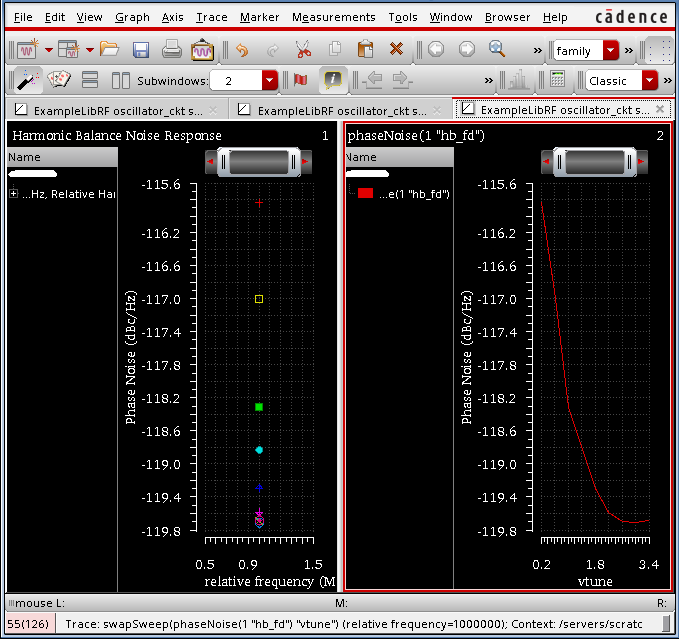 File Edit View Graph Axis Trace Marker Measurements Tools Window Browser Help cādence
» family »
Subwindows: 2 » Classic »
ExampleLibRF oscillator_ckt s... ExampleLibRF oscillator_ckt s... ExampleLibRF oscillator_ckt s...
Harmonic Balance Noise Response 1
Name
...Hz, Relative Har
Phase Noise (dBc/Hz)
-115.6
-116.2
-116.6
-117.0
-117.4
-117.8
-118.2
-118.6
-119.0
-119.4
-119.8
0.5 0.9 1.5
relative frequency (M
phaseNoise(1 "hb_fd") 2
Name
...e(1 "hb_fd")
Phase Noise (dBc/Hz)
-115.6
-116.2
-116.6
-117.0
-117.4
-117.8
-118.2
-118.6
-119.0
-119.4
-119.8
0.2 1.8 3.4
vtune
mouse L: M: R:
55(126) Trace: swapSweep(phaseNoise(1 "hb_fd") "vtune") (relative frequency=1000000); Context: /servers/scratc